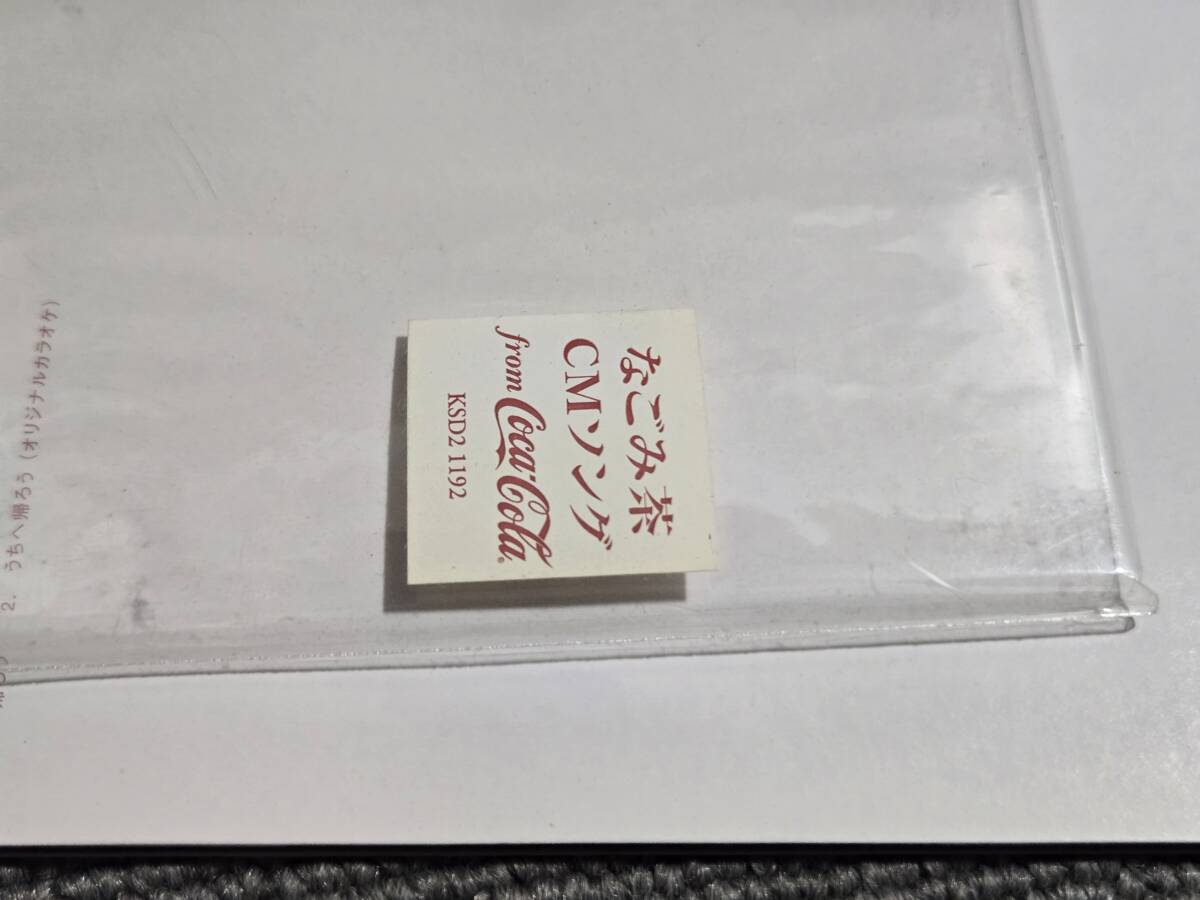 なごみ茶
CMソング
from Coca-Cola®
KSD2 1192
2. うちへ帰ろう (オリジナルカラオケ)